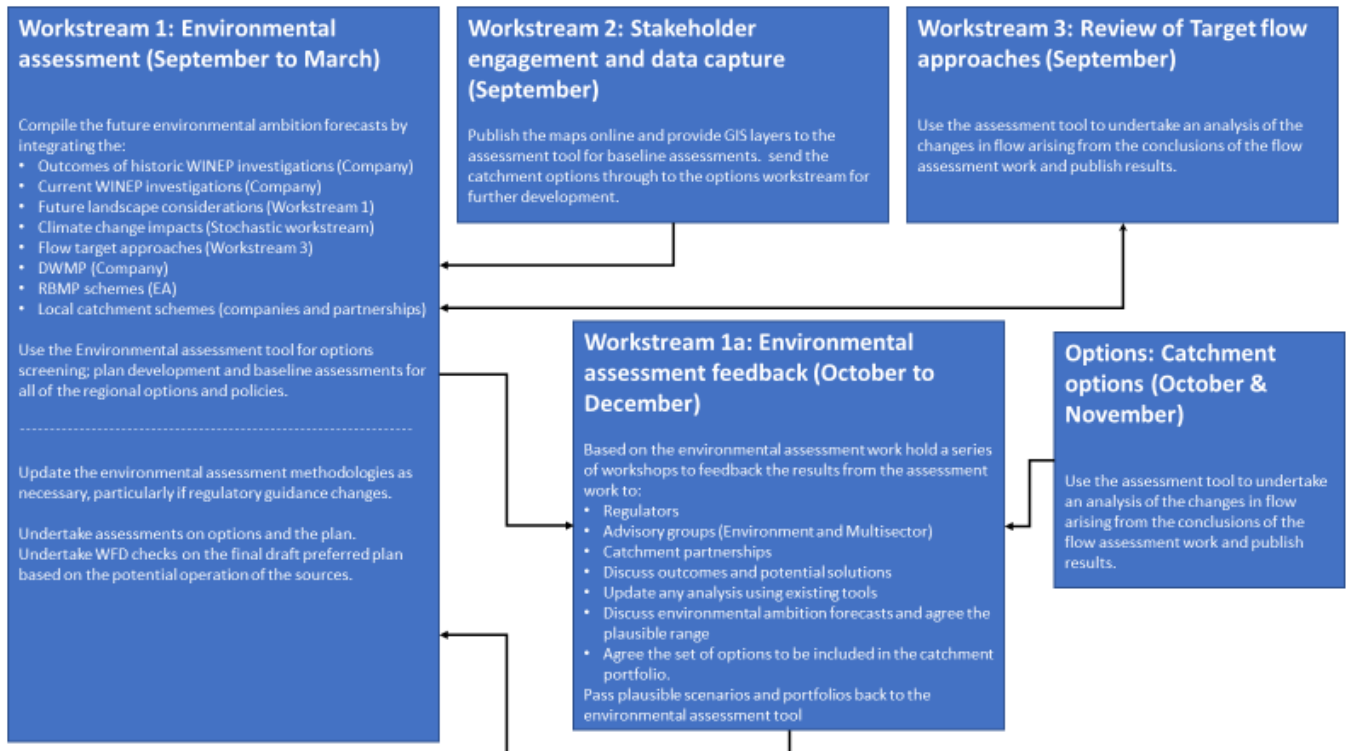 Workstream 1: Environmental
assessment (September to March)
Compile the future environmental ambition forecasts by
integrating the:
• Outcomes of historic WINEP investigations (Company)
• Current WINEP investigations (Company)
• Future landscape considerations (Workstream 1)
• Climate change impacts (Stochastic workstream)
• Flow target approaches (Workstream 3)
• DWMP (Company)
• RBMP schemes (EA)
• Local catchment schemes (companies and partnerships)
Use the Environmental assessment tool for options
screening; plan development and baseline assessments for
all of the regional options and policies.
Update the environmental assessment methodologies as
necessary, particularly if regulatory guidance changes.
Undertake assessments on options and the plan.
Undertake WFD checks on the final draft preferred plan
based on the potential operation of the sources.
Workstream 2: Stakeholder
engagement and data capture
(September)
Publish the maps online and provide GIS layers to the
assessment tool for baseline assessments. send the
catchment options through to the options workstream for
further development.
Workstream 3: Review of Target flow
approaches (September)
Use the assessment tool to undertake an analysis of the
changes in flow arising from the conclusions of the flow
assessment work and publish results.
Workstream 1a: Environmental
assessment feedback (October to
December)
Based on the environmental assessment work hold a series
of workshops to feedback the results from the assessment
work to:
• Regulators
• Advisory groups (Environment and Multisector)
• Catchment partnerships
• Discuss outcomes and potential solutions
• Update any analysis using existing tools
• Discuss environmental ambition forecasts and agree the
plausible range
• Agree the set of options to be included in the catchment
portfolio.
Pass plausible scenarios and portfolios back to the
environmental assessment tool
Options: Catchment
options (October &
November)
Use the assessment tool to undertake
an analysis of the changes in flow
arising from the conclusions of the
flow assessment work and publish
results.